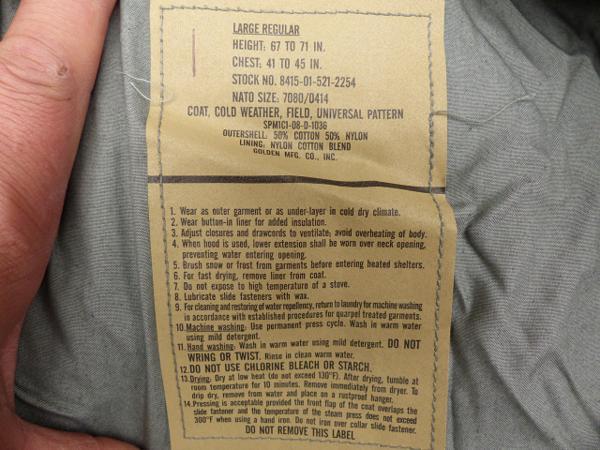 LARGE REGULAR
HEIGHT: 67 TO 71 IN.
CHEST: 41 TO 45 IN.
STOCK NO. 8415-01-521-2254
NATO SIZE: 7080/0414
COAT, COLD WEATHER, FIELD, UNIVERSAL PATTERN
SPM1C1-08-D-1036
OUTERSHELL: 50% COTTON 50% NYLON
LINING: NYLON COTTON BLEND
GOLDEN MFG. CO., INC.
1. Wear as outer garment or as under-layer in cold dry climate.
2. Wear button-in liner for added insulation.
3. Adjust closures and drawcords to ventilate; avoid overheating of body.
4. When hood is used, lower extension shall be worn over neck opening,
preventing water entering opening.
5. Brush snow or frost from garments before entering heated shelters.
6. For fast drying, remove liner from coat.
7. Do not expose to high temperature of a stove.
8. Lubricate slide fasteners with wax.
9. For cleaning and restoring of water repellency, return to laundry for machine washing
in accordance with established procedures for quarpel treated garments.
10. Machine washing: Use permanent press cycle. Wash in warm water
using mild detergent.
11. Hand washing: Wash in warm water using mild detergent. DO NOT
WRING OR TWIST. Rinse in clean warm water.
12. DO NOT USE CHLORINE BLEACH OR STARCH.
13. Drying: Dry at low heat (do not exceed 130°F). After drying, tumble at
room temperature for 10 minutes. Remove immediately from dryer. To
drip dry, remove from water and place on a rustproof hanger.
14. Pressing is acceptable provided the front flap of the coat overlaps the
slide fastener and the temperature of the steam press does not exceed
300°F when using a hand iron. Do not iron over collar slide fastener.
DO NOT REMOVE THIS LABEL